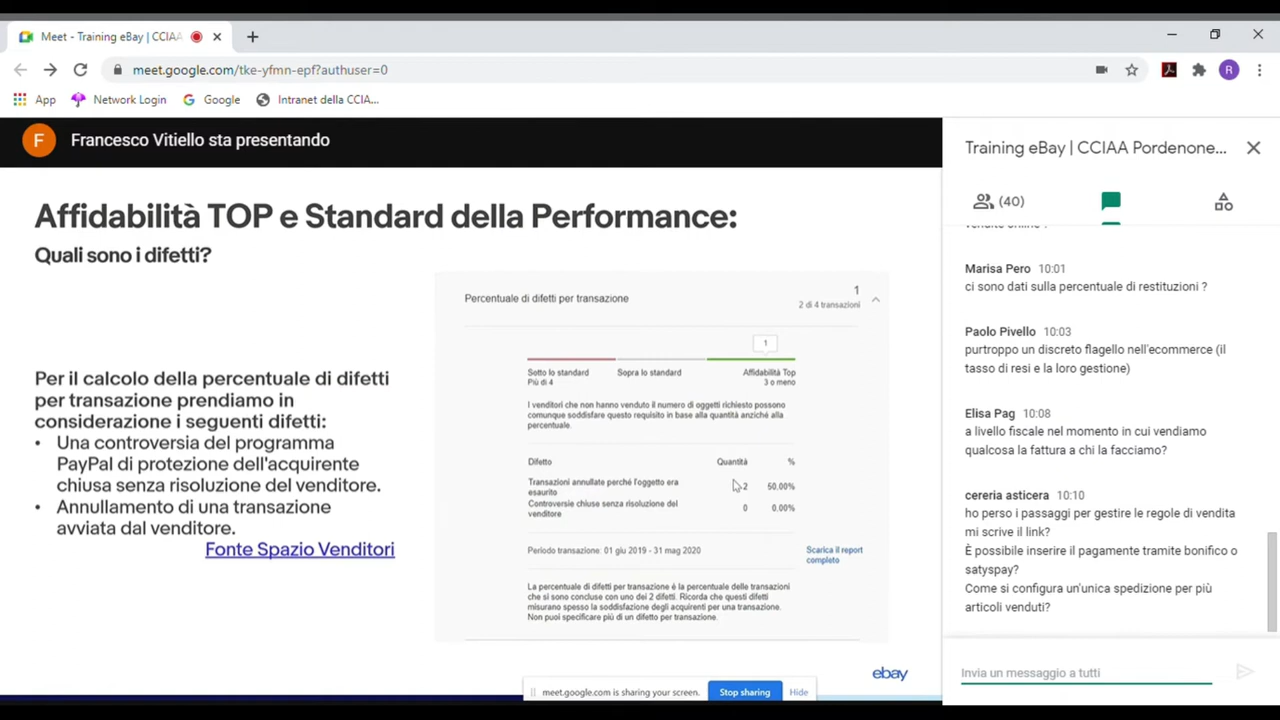 Meet - Training eBay | CCIAA
meet.google.com/tke-yfmn-epf?authuser=0
R
App
Network Login
Google
Intranet della CCIA...
F
Francesco Vitiello sta presentando
Affidabilità TOP e Standard della Performance:
Quali sono i difetti?
Per il calcolo della percentuale di difetti
per transazione prendiamo in
considerazione i seguenti difetti:
• Una controversia del programma
PayPal di protezione dell'acquirente
chiusa senza risoluzione del venditore.
• Annullamento di una transazione
avviata dal venditore.
Fonte Spazio Venditori
Percentuale di difetti per transazione
1
2 di 4 transazioni
1
Sotto lo standard
Più di 4
Sopra lo standard
Affidabilità Top
3 o meno
I venditori che non hanno venduto il numero di oggetti richiesto possono
comunque soddisfare questo requisito in base alla quantità anziché alla
percentuale.
Difetto Quantità %
Transazioni annullate perché l'oggetto era
esaurito
2 50,00%
Controversie chiuse senza risoluzione del
venditore
0 0.00%
Periodo transazione: 01 giu 2019 - 31 mag 2020
Scarica il report
completo
La percentuale di difetti per transazione è la percentuale delle transazioni
che si sono concluse con uno dei 2 difetti. Ricorda che questi difetti
misurano spesso la soddisfazione degli acquirenti per una transazione.
Non puoi specificare più di un difetto per transazione.
ebay
meet.google.com is sharing your screen.
Stop sharing
Hide
Training eBay | CCIAA Pordenone...
(40)
vendite online ?
Marisa Pero 10:01
ci sono dati sulla percentuale di restituzioni ?
Paolo Pivello 10:03
purtroppo un discreto flagello nell'ecommerce (il
tasso di resi e la loro gestione)
Elisa Pag 10:08
a livello fiscale nel momento in cui vendiamo
qualcosa la fattura a chi la facciamo?
cereria asticera 10:10
ho perso i passaggi per gestire le regole di vendita
mi scrive il link?
È possibile inserire il pagamente tramite bonifico o
satyspay?
Come si configura un'unica spedizione per più
articoli venduti?
Invia un messaggio a tutti